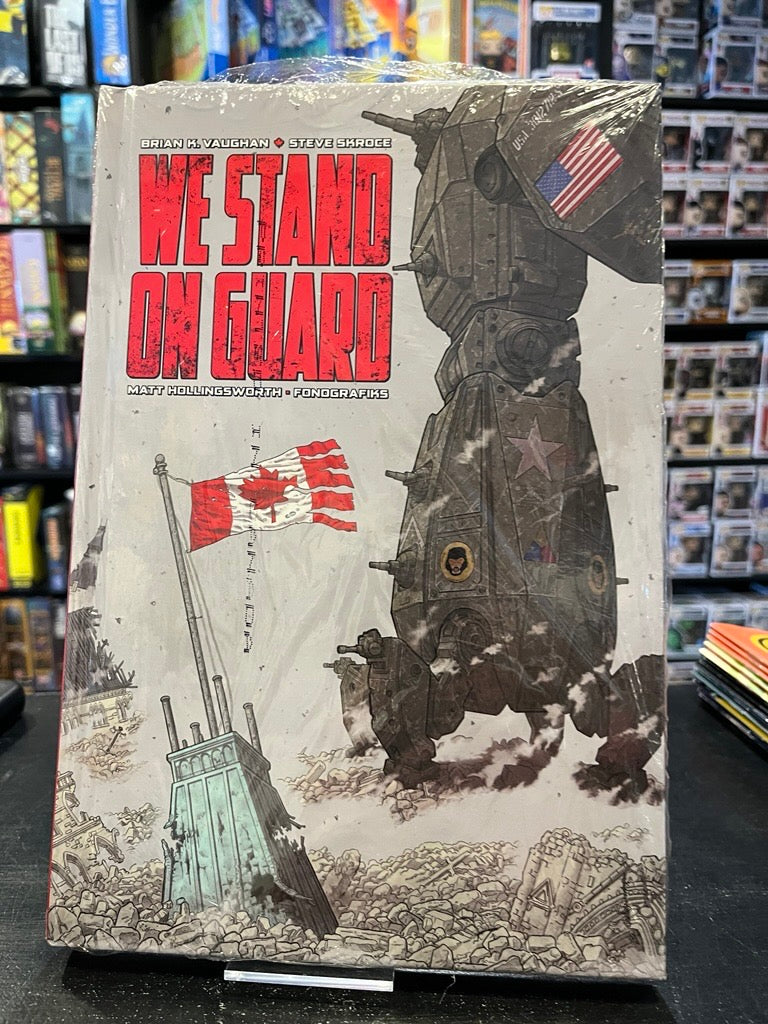 BRIAN K. VAUGHAN STEVE SKROCE
WE STAND
ON GUARD
MATT HOLLINGSWORTH • FONOGRAFIKS